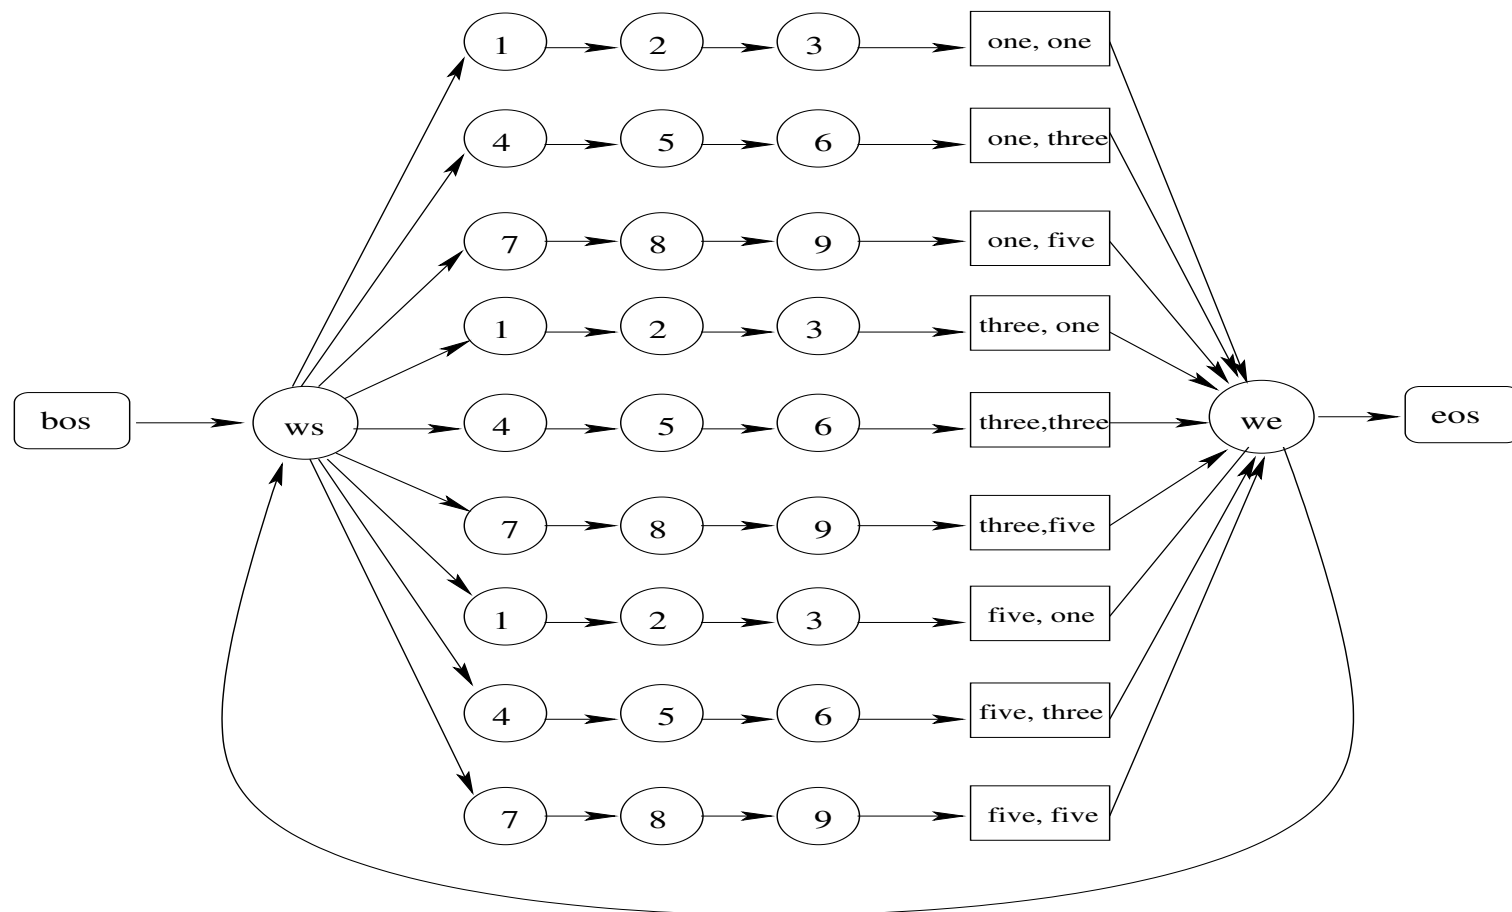 1 2 3 one, one
4 5 6 one, three
7 8 9 one, five
1 2 3 three, one
bos ws 4 5 6 three,three we eos
7 8 9 three,five
1 2 3 five, one
4 5 6 five, three
7 8 9 five, five